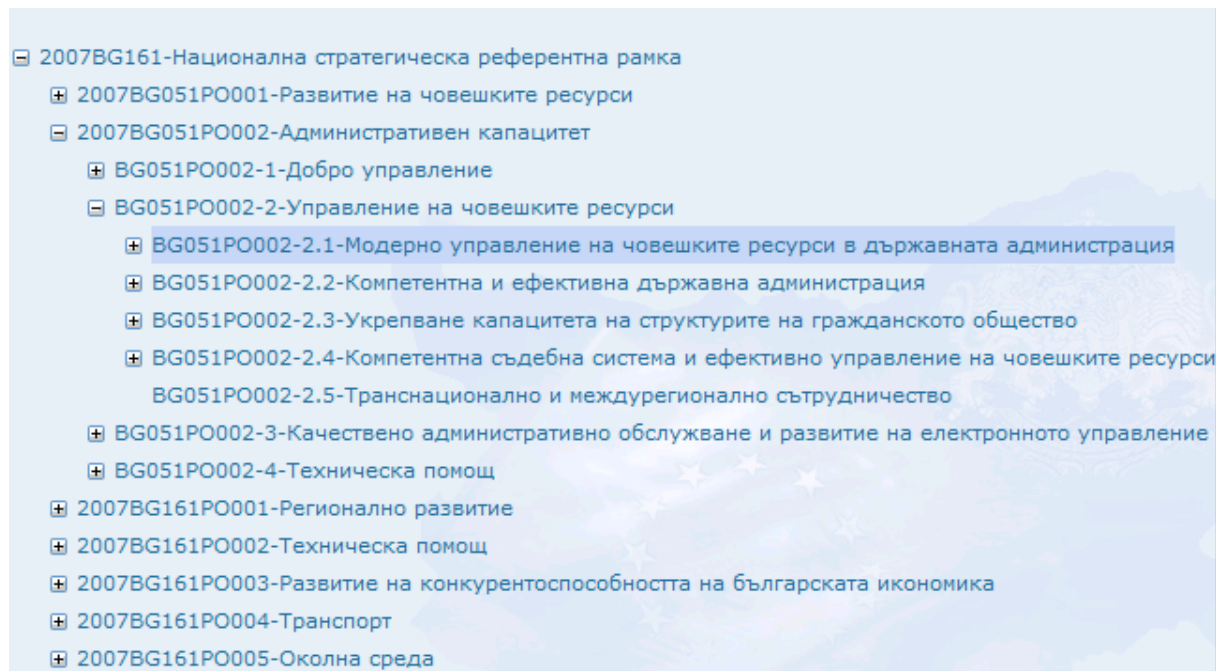 2007BG161-Национална стратегическа референтна рамка
2007BG051PO001-Развитие на човешките ресурси
2007BG051PO002-Административен капацитет
BG051PO002-1-Добро управление
BG051PO002-2-Управление на човешките ресурси
BG051PO002-2.1-Модерно управление на човешките ресурси в държавната администрация
BG051PO002-2.2-Компетентна и ефективна държавна администрация
BG051PO002-2.3-Укрепване капацитета на структурите на гражданското общество
BG051PO002-2.4-Компетентна съдебна система и ефективно управление на човешките ресурси
BG051PO002-2.5-Транснационално и междурегионално сътрудничество
BG051PO002-3-Качествено административно обслужване и развитие на електронното управление
BG051PO002-4-Техническа помощ
2007BG161PO001-Регионално развитие
2007BG161PO002-Техническа помощ
2007BG161PO003-Развитие на конкурентоспособността на българската икономика
2007BG161PO004-Транспорт
2007BG161PO005-Околна среда